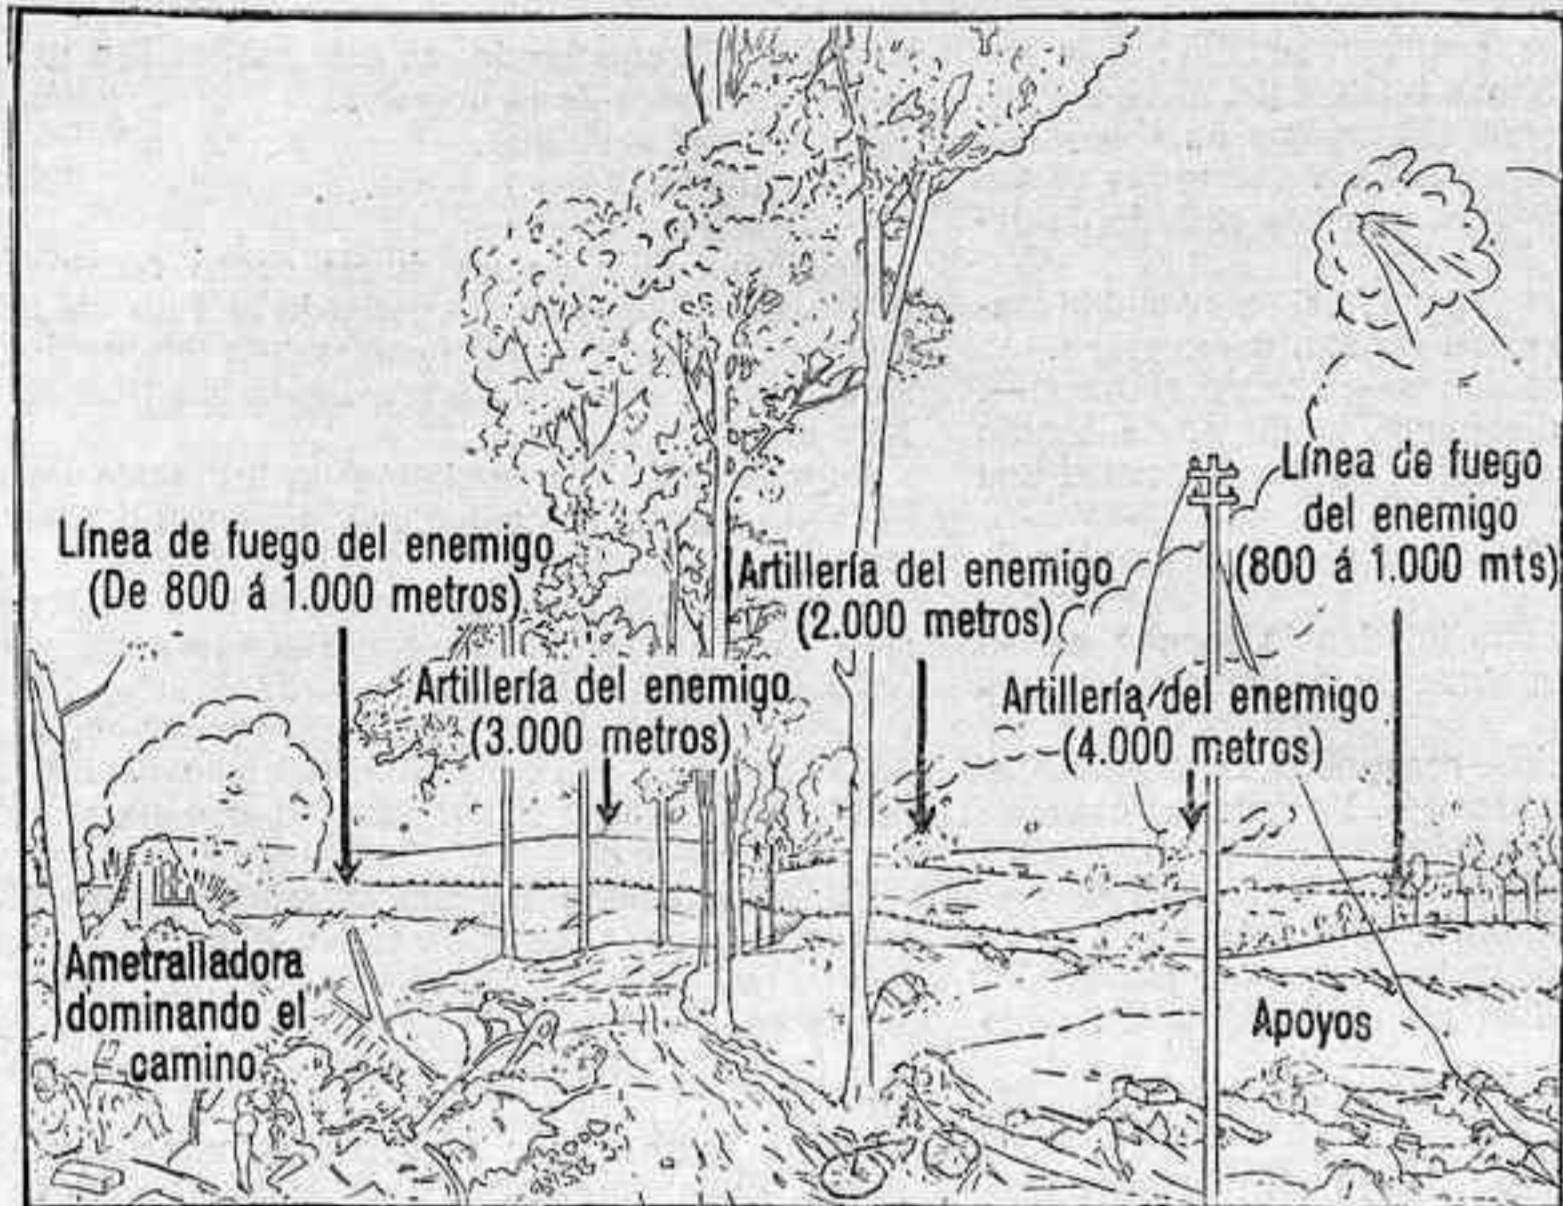 Línea de fuego del enemigo
(De 800 á 1.000 metros)
Artillería del enemigo
(3.000 metros)
Artillería del enemigo
(2.000 metros)
Artillería del enemigo
(4.000 metros)
Línea de fuego
del enemigo
(800 á 1.000 mts)
Ametralladora
dominando el
camino
Apoyos